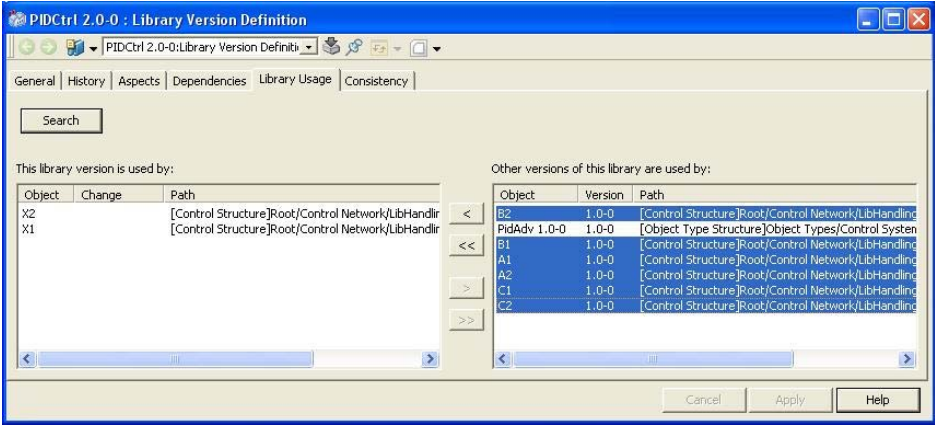 PIDCtrl 2.0-0 : Library Version Definition
PIDCtrl 2.0-0:Library Version Definitio
General History Aspects Dependencies Library Usage Consistency
Search
This library version is used by:
Object Change Path
X2 [Control Structure]Root/Control Network/LibHandlir
X1 [Control Structure]Root/Control Network/LibHandlir
<
<<
>
>>
Other versions of this library are used by:
Object Version Path
B2 1.0-0 [Control Structure]Root/Control Network/LibHandling
PidAdv 1.0-0 1.0-0 [Object Type Structure]Object Types/Control System
B1 1.0-0 [Control Structure]Root/Control Network/LibHandling
A1 1.0-0 [Control Structure]Root/Control Network/LibHandling
A2 1.0-0 [Control Structure]Root/Control Network/LibHandling
C1 1.0-0 [Control Structure]Root/Control Network/LibHandling
C2 1.0-0 [Control Structure]Root/Control Network/LibHandling
Cancel Apply Help